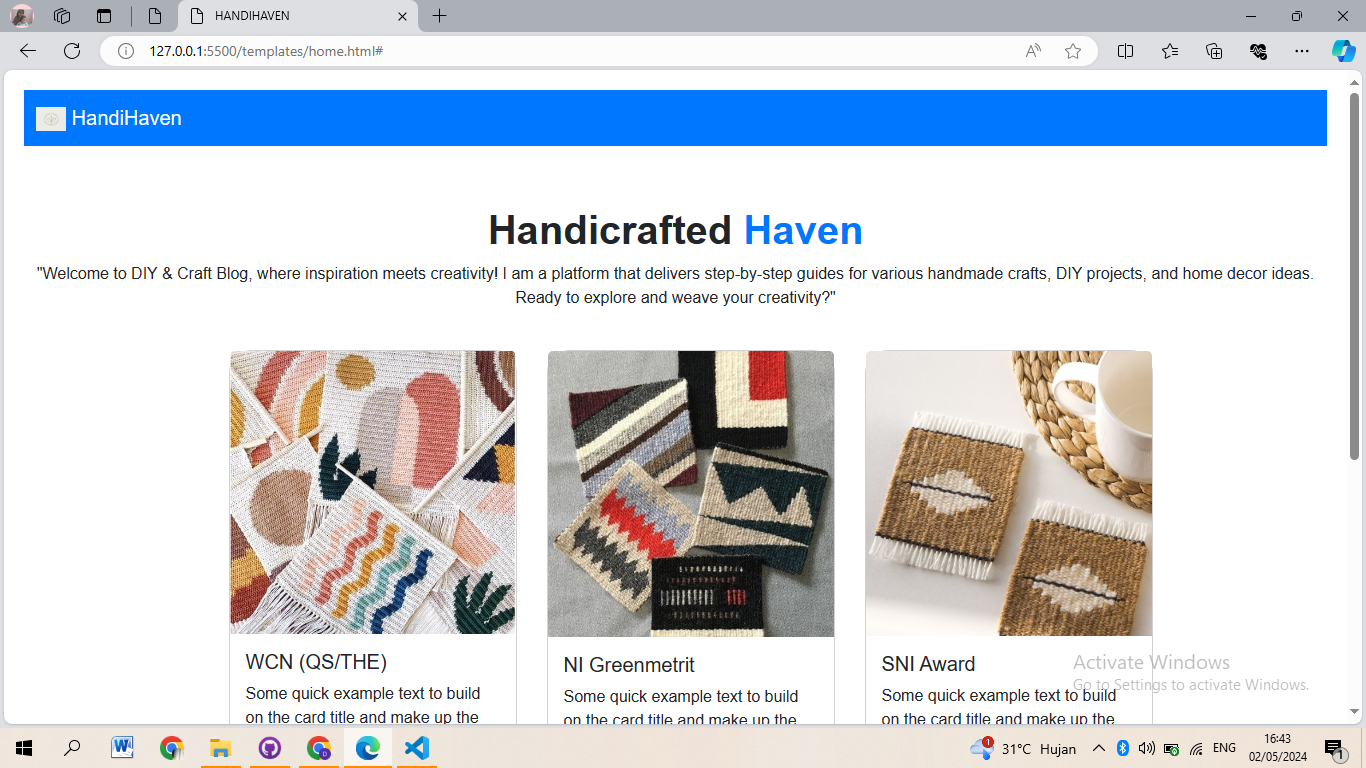 HANDIHAVEN
127.0.0.1:5500/templates/home.html#
HandiHaven
Handicrafted Haven
"Welcome to DIY & Craft Blog, where inspiration meets creativity! I am a platform that delivers step-by-step guides for various handmade crafts, DIY projects, and home decor ideas.
Ready to explore and weave your creativity?"
WCN (QS/THE)
Some quick example text to build
on the card title and make up the
NI Greenmetrit
Some quick example text to build
on the card title and make up the
SNI Award
Some quick example text to build
on the card title and make up the
Activate Windows
Go to Settings to activate Windows.
31°C Hujan
ENG
16:43
02/05/2024